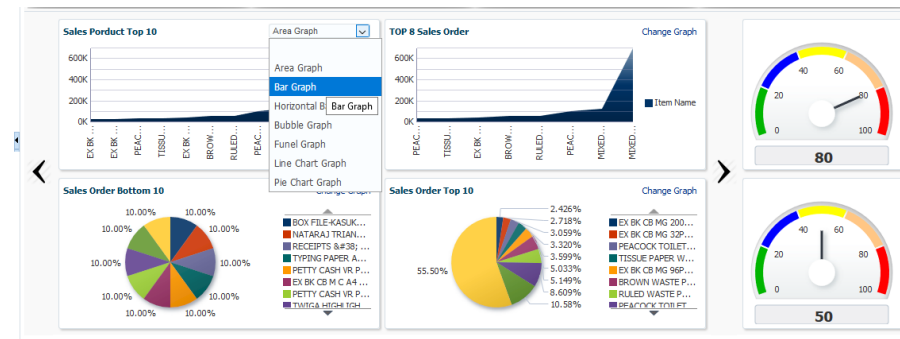 Sales Porduct Top 10
Area Graph
Area Graph
Bar Graph
Horizontal B
Bar Graph
Bubble Graph
Funel Graph
Line Chart Graph
Pie Chart Graph
600K
400K
200K
0K
EX BK ...
EX BK ...
PEAC...
TISSU...
EX BK ...
BROW...
RULED...
PEAC...
TOP 8 Sales Order
Change Graph
600K
400K
200K
0K
PEAC...
TISSU...
EX BK ...
BROW...
RULED...
PEAC...
MIXED...
MIXED...
Item Name
0
20
40
60
80
100
80
Sales Order Bottom 10
Change Graph
10.00%
10.00%
10.00%
10.00%
10.00%
10.00%
10.00%
10.00%
10.00%
10.00%
BOX FILE-KASUK...
NATARAJ TRIAN...
RECEIPTS &#38; ...
TYPING PAPER A...
PETTY CASH VR P...
EX BK CB M C A4 ...
PETTY CASH VR P...
TWIGA HIGHLIGH
Sales Order Top 10
Change Graph
2.426%
2.718%
3.059%
3.320%
3.599%
5.033%
5.149%
8.609%
10.58%
55.50%
EX BK CB MG 200...
EX BK CB MG 32P...
PEACOCK TOILET...
TISSUE PAPER W...
EX BK CB MG 96P...
BROWN WASTE P...
RULED WASTE P...
PEACOCK TOILET
0
20
40
60
80
100
50